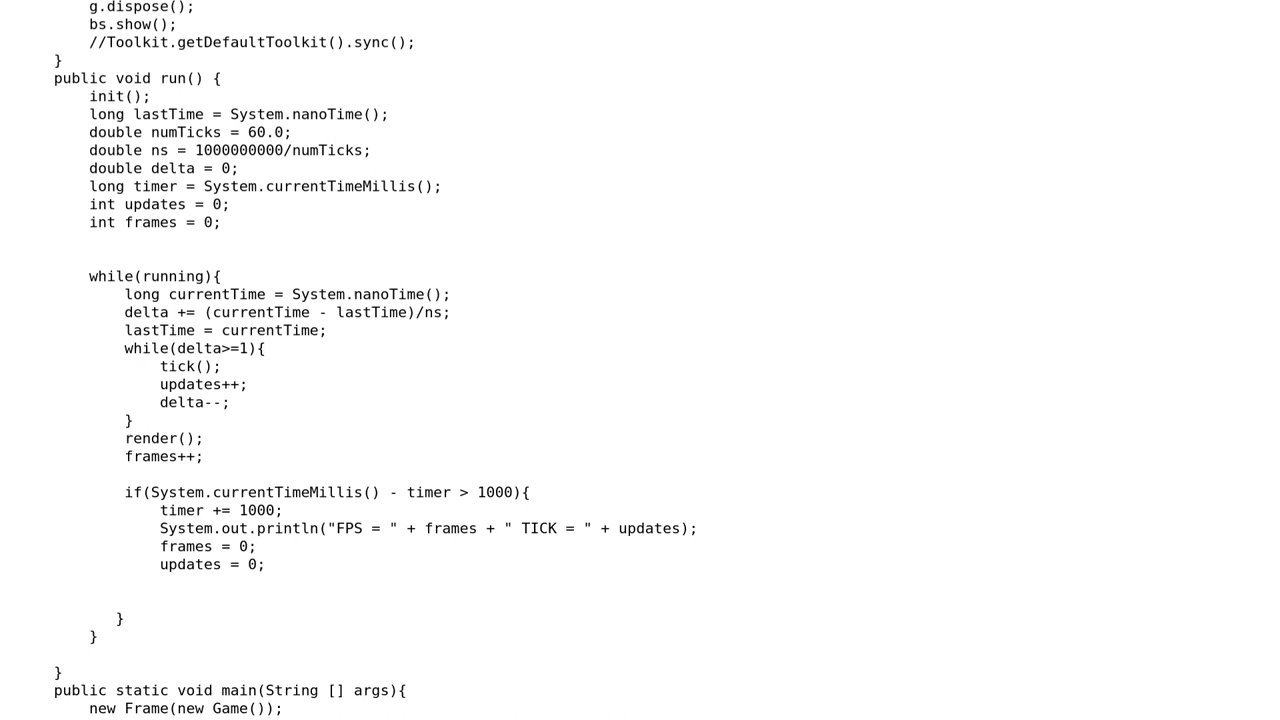 g.dispose();
bs.show();
//Toolkit.getDefaultToolkit().sync();
}
public void run() {
init();
long lastTime = System.nanoTime();
double numTicks = 60.0;
double ns = 1000000000/numTicks;
double delta = 0;
long timer = System.currentTimeMillis();
int updates = 0;
int frames = 0;
while(running){
long currentTime = System.nanoTime();
delta += (currentTime - lastTime)/ns;
lastTime = currentTime;
while(delta>=1){
tick();
updates++;
delta--;
}
render();
frames++;
if(System.currentTimeMillis() - timer > 1000){
timer += 1000;
System.out.println("FPS = " + frames + " TICK = " + updates);
frames = 0;
updates = 0;
}
}
}
public static void main(String [] args){
new Frame(new Game());